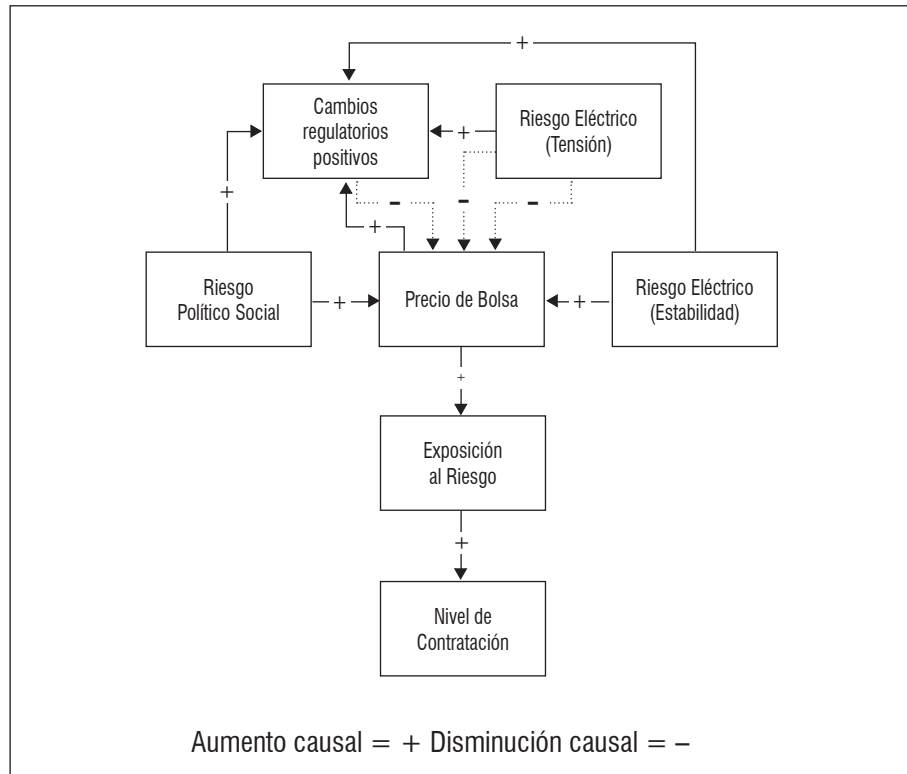 +
Cambios
regulatorios
positivos
+
Riesgo Eléctrico
(Tensión)
+
-
-
-
+
Riesgo
Político Social
+
Precio de Bolsa
+
Riesgo Eléctrico
(Estabilidad)
+
Exposición
al Riesgo
+
Nivel de
Contratación
Aumento causal = + Disminución causal = –